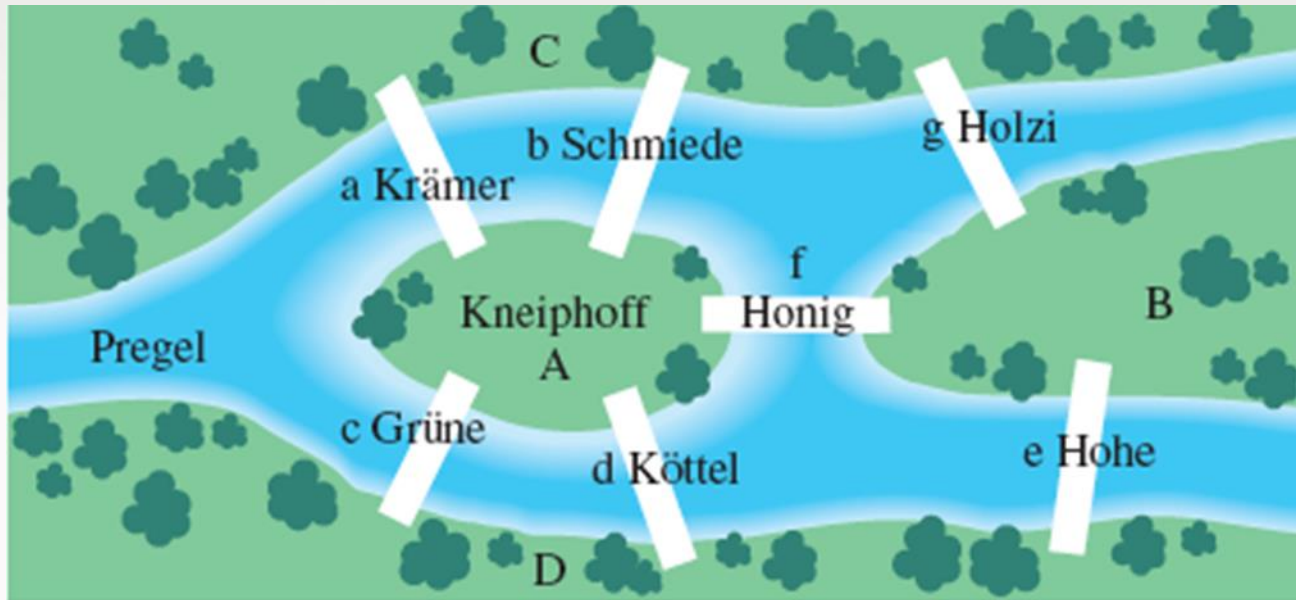 C
g Holzi
b Schmiede
a Krämer
f
Honig
Kneiphoff
A
B
Pregel
c Grüne
d Köttel
e Hohe
D